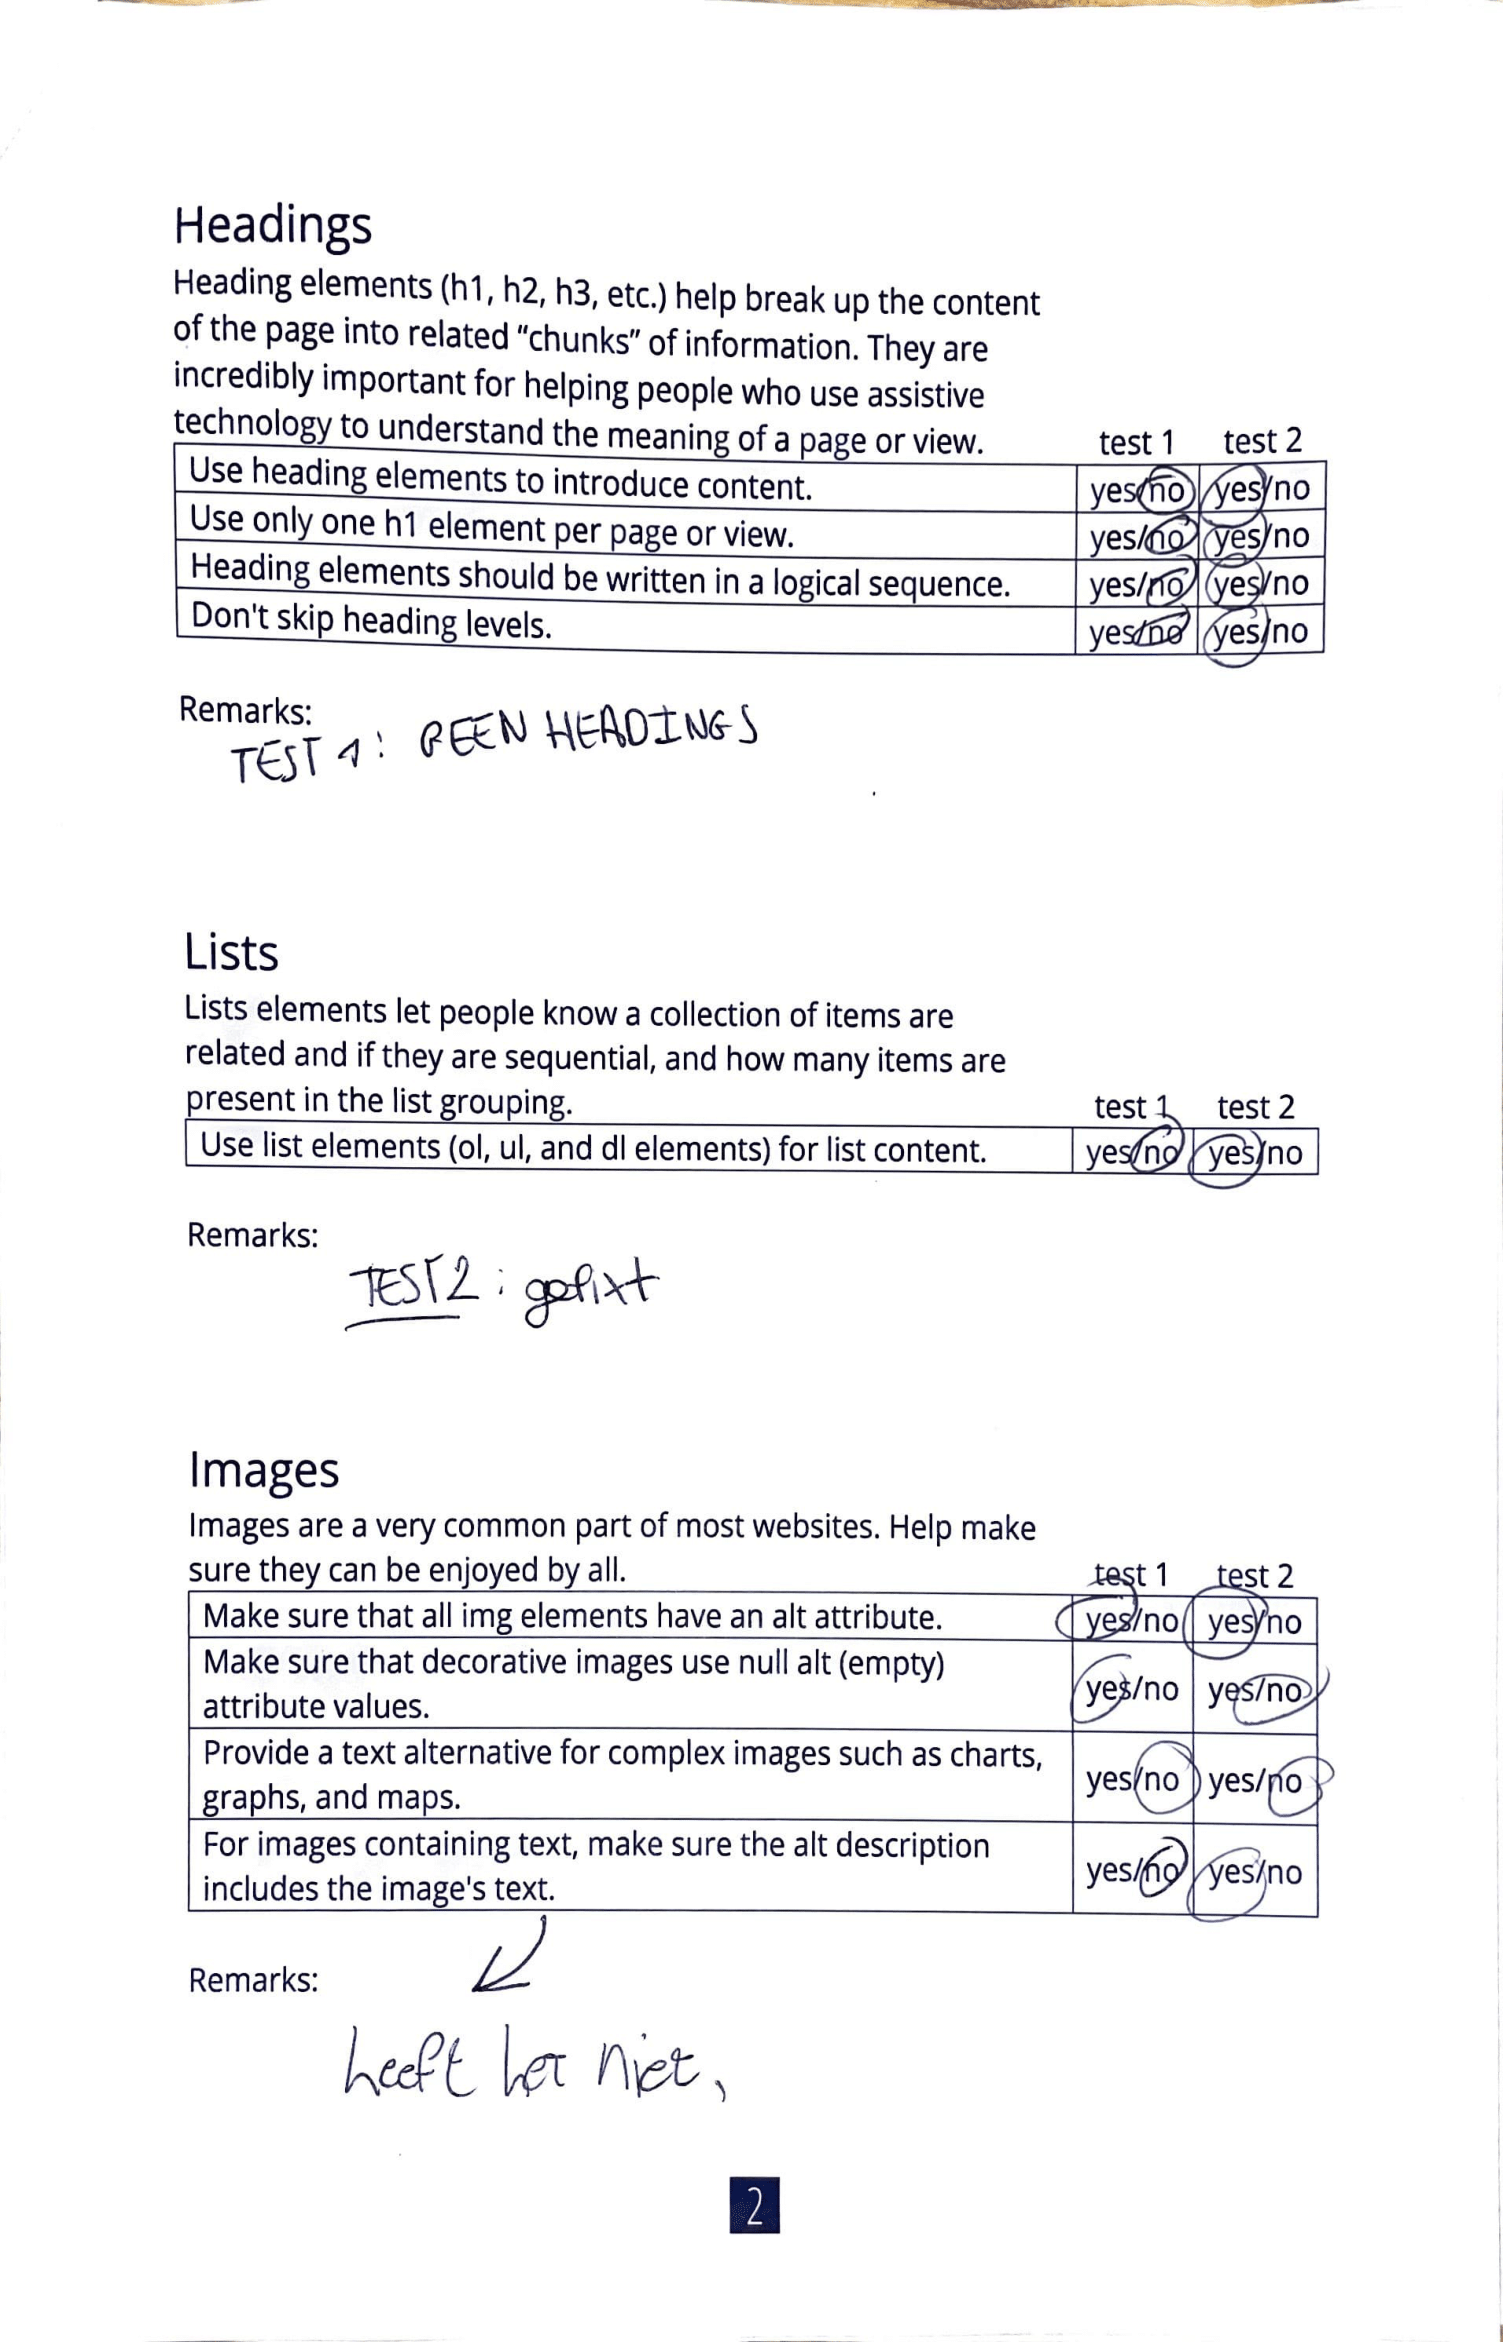 Headings
Heading elements (h1, h2, h3, etc.) help break up the content
of the page into related “chunks” of information. They are
incredibly important for helping people who use assistive
technology to understand the meaning of a page or view. test 1 test 2
Use heading elements to introduce content. yes/no yes/no
Use only one h1 element per page or view. yes/no yes/no
Heading elements should be written in a logical sequence. yes/no yes/no
Don't skip heading levels. yes/no yes/no
Remarks:
TEST 1: GEEN HEADINGS
Lists
Lists elements let people know a collection of items are
related and if they are sequential, and how many items are
present in the list grouping. test 1 test 2
Use list elements (ol, ul, and dl elements) for list content. yes/no yes/no
Remarks:
TEST 2: gefixt
Images
Images are a very common part of most websites. Help make
sure they can be enjoyed by all. test 1 test 2
Make sure that all img elements have an alt attribute. yes/no yes/no
Make sure that decorative images use null alt (empty)
attribute values. yes/no yes/no
Provide a text alternative for complex images such as charts,
graphs, and maps. yes/no yes/no
For images containing text, make sure the alt description
includes the image's text. yes/no yes/no
Remarks:
heeft het niet,
2